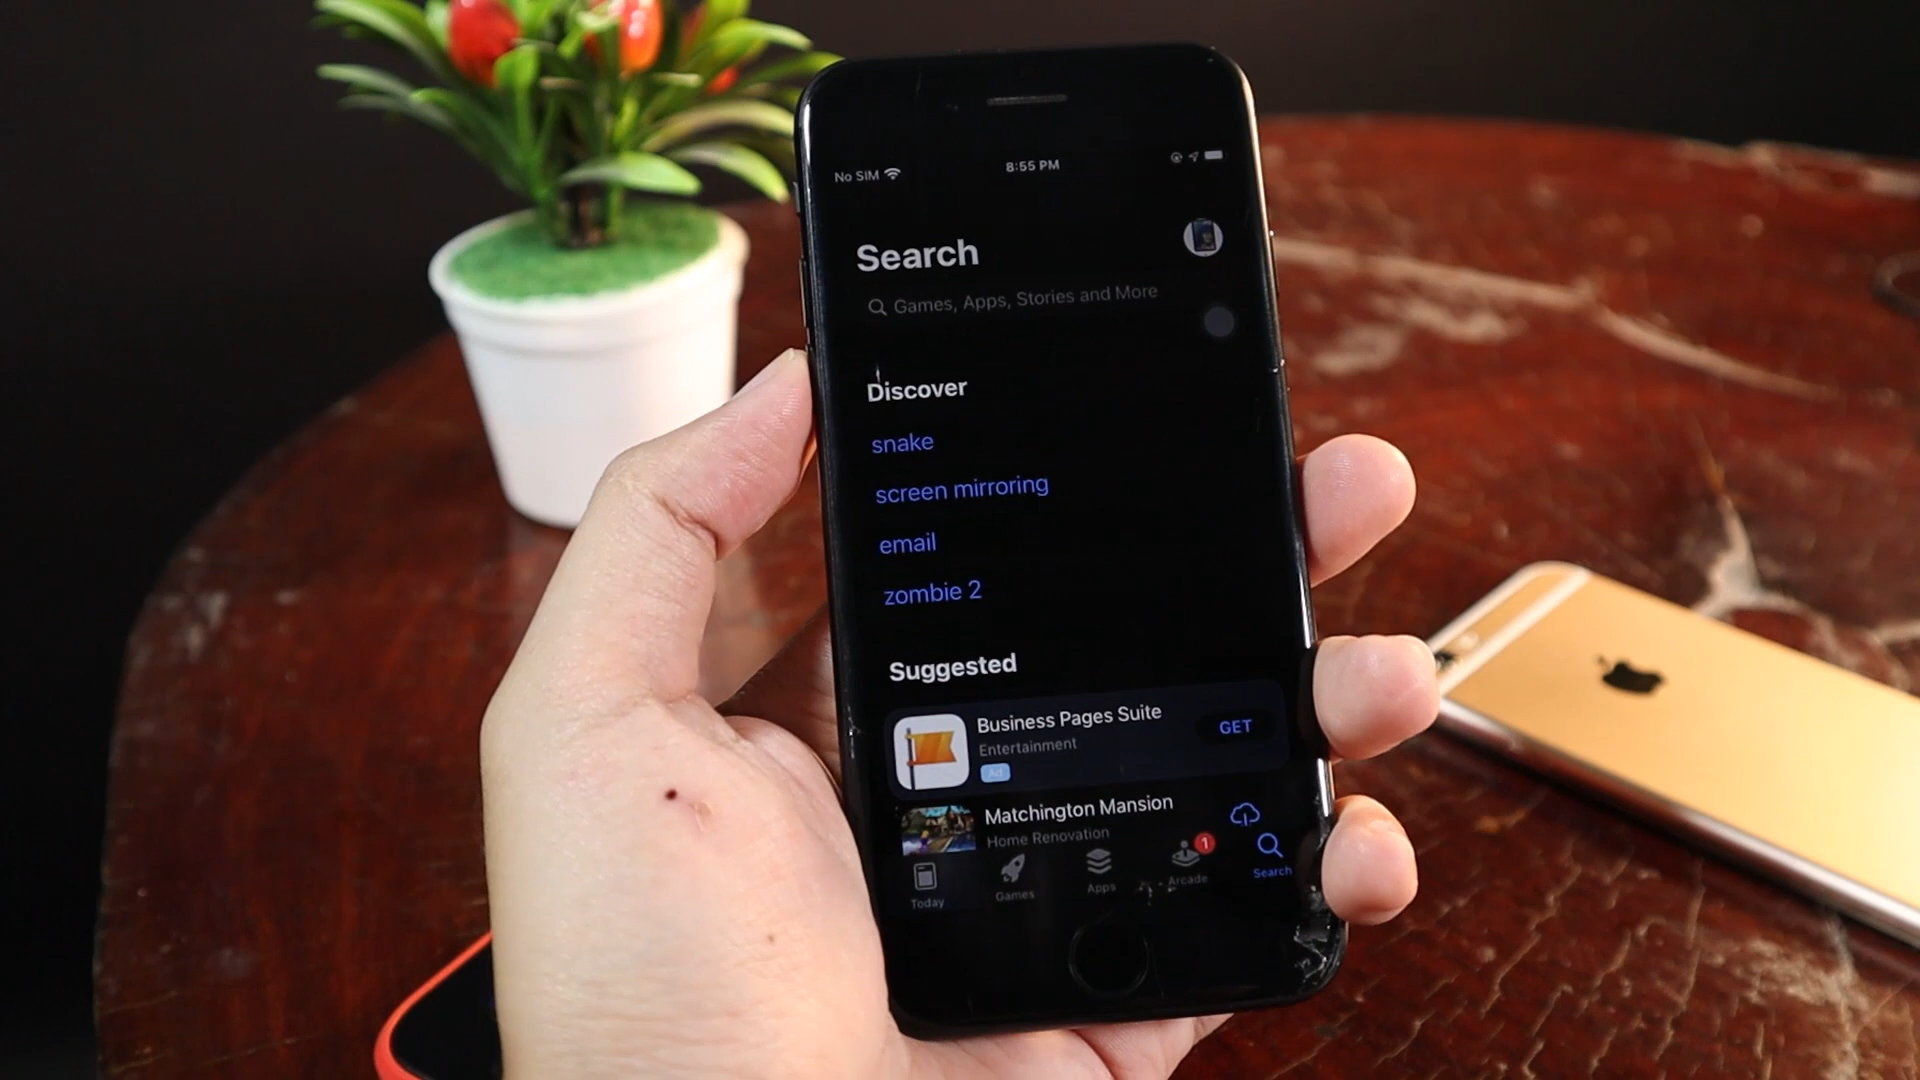 No SIM 8:55 PM
Search
Games, Apps, Stories and More
Discover
snake
screen mirroring
email
zombie 2
Suggested
Business Pages Suite
Entertainment
GET
Ad
Matchington Mansion
Home Renovation
1
Today Games Apps Arcade Search